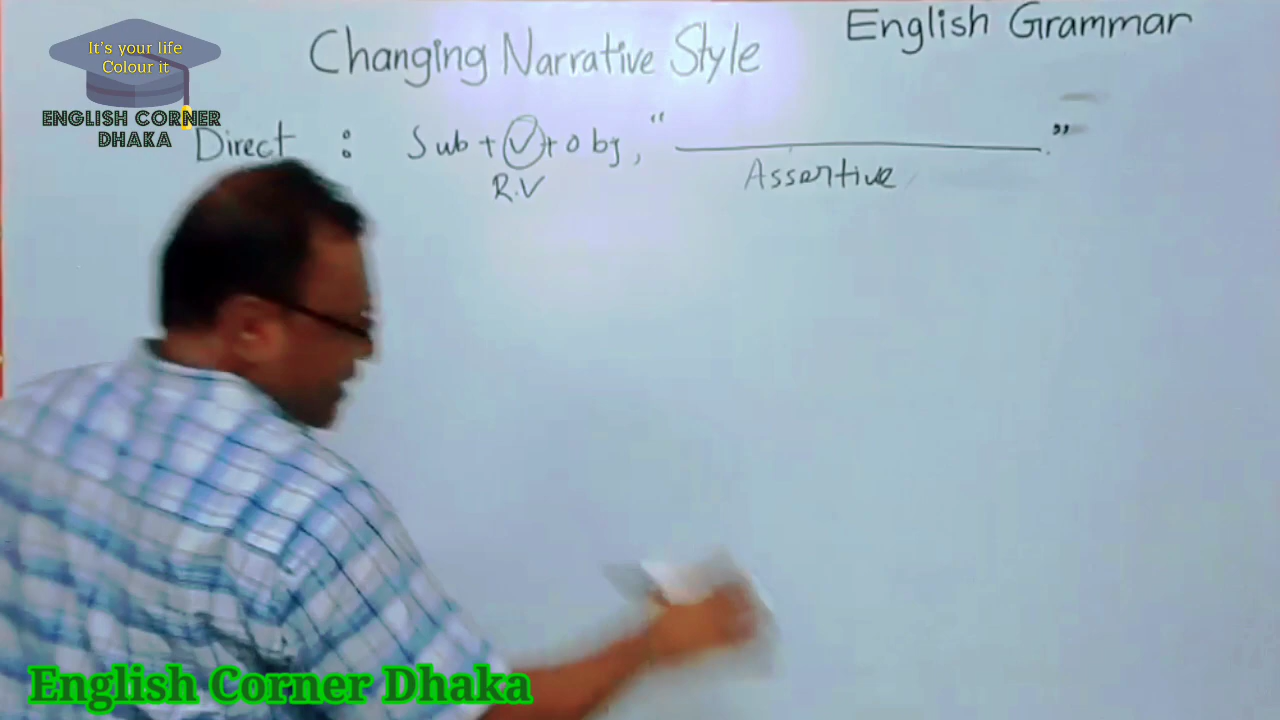 It's your life
Colour it
ENGLISH CORNER
DHAKA
Changing Narrative Style
English Grammar
Direct : Sub + V + obj, " ______ ."
R.V
Assertive
English Corner Dhaka